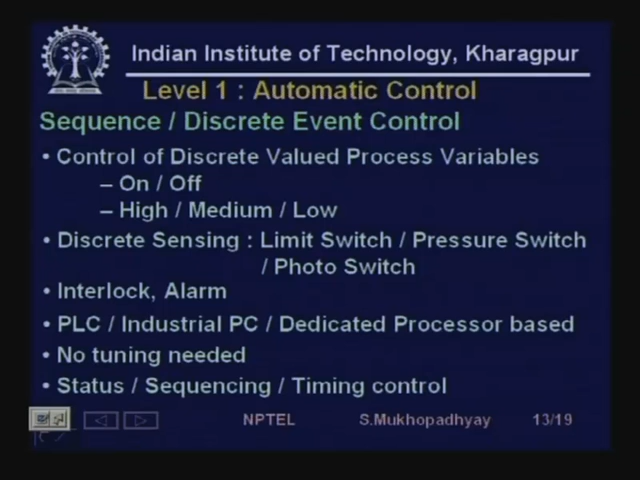 Indian Institute of Technology, Kharagpur
Level 1 : Automatic Control
Sequence / Discrete Event Control
• Control of Discrete Valued Process Variables
– On / Off
– High / Medium / Low
• Discrete Sensing : Limit Switch / Pressure Switch
/ Photo Switch
• Interlock, Alarm
• PLC / Industrial PC / Dedicated Processor based
• No tuning needed
• Status / Sequencing / Timing control
NPTEL S.Mukhopadhyay 13/19